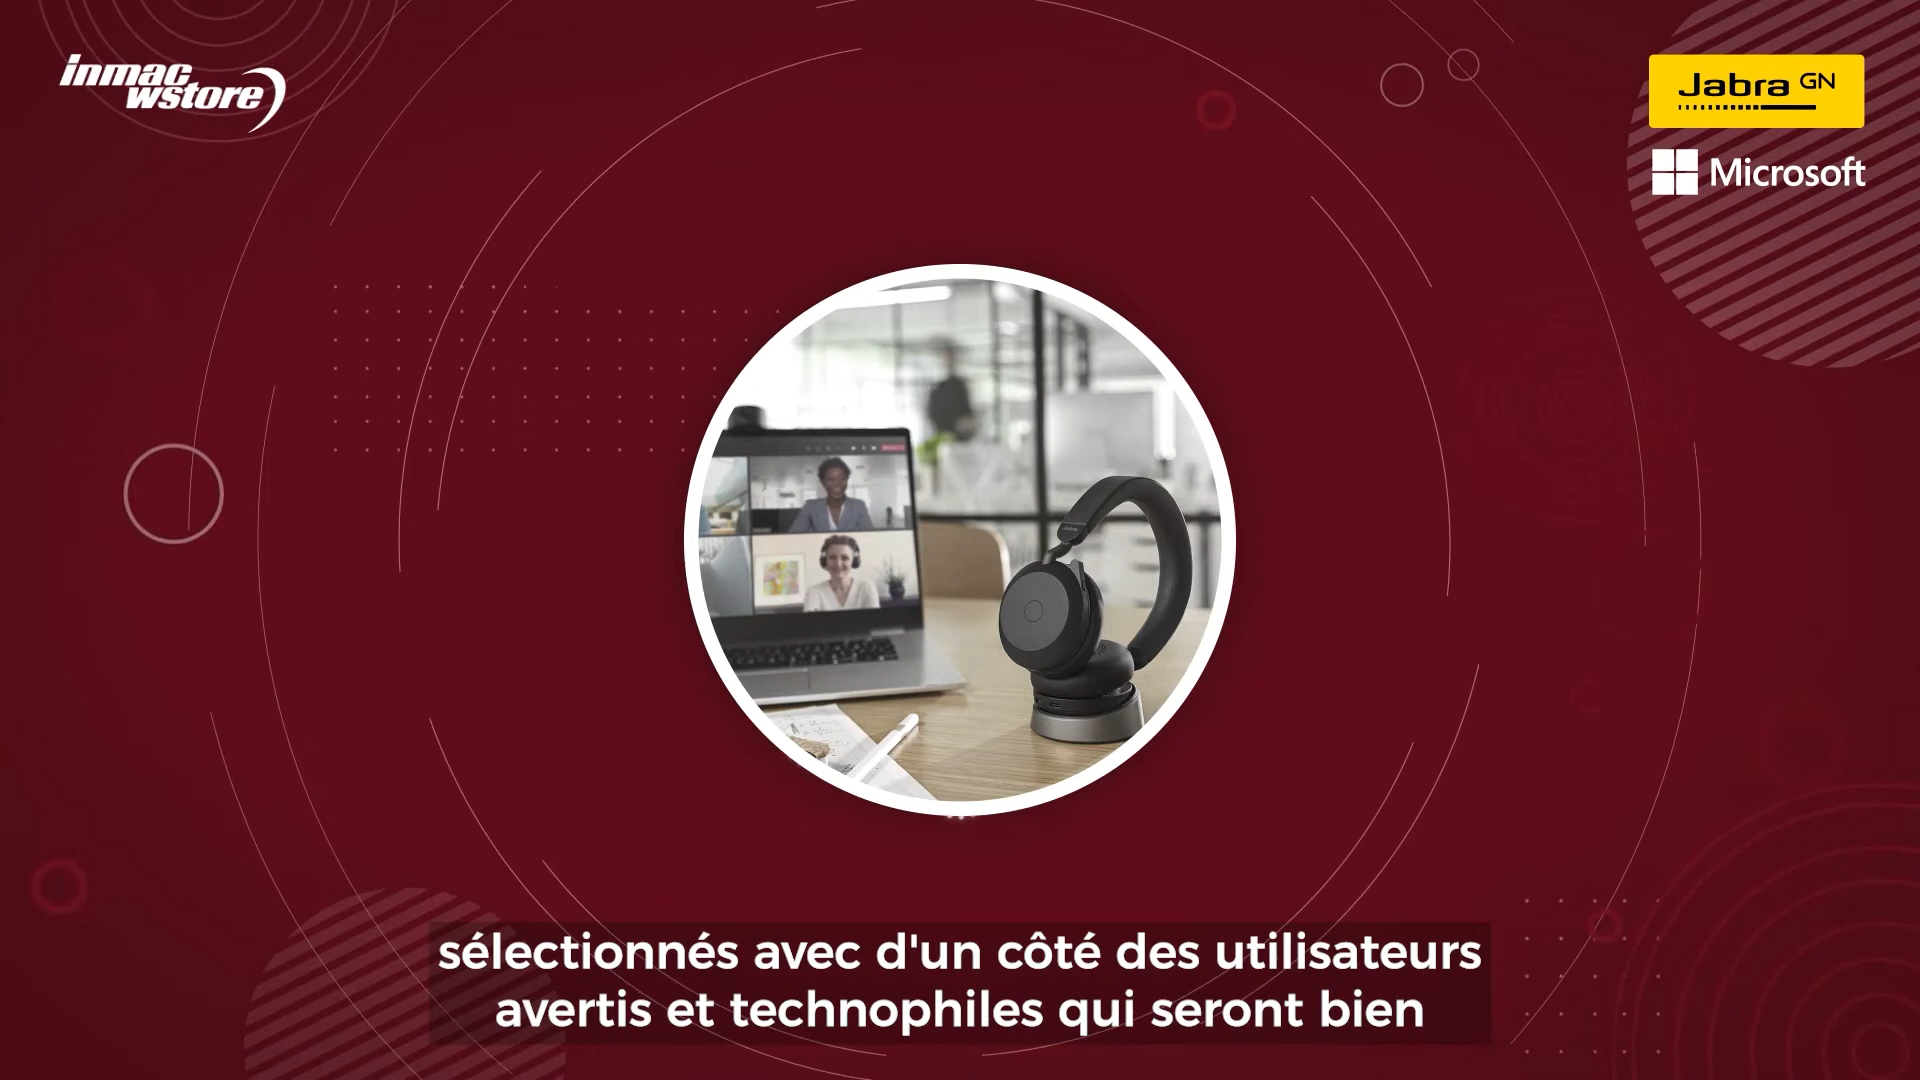 inmac
wstore
Jabra GN
Microsoft
sélectionnés avec d'un côté des utilisateurs
avertis et technophiles qui seront bien